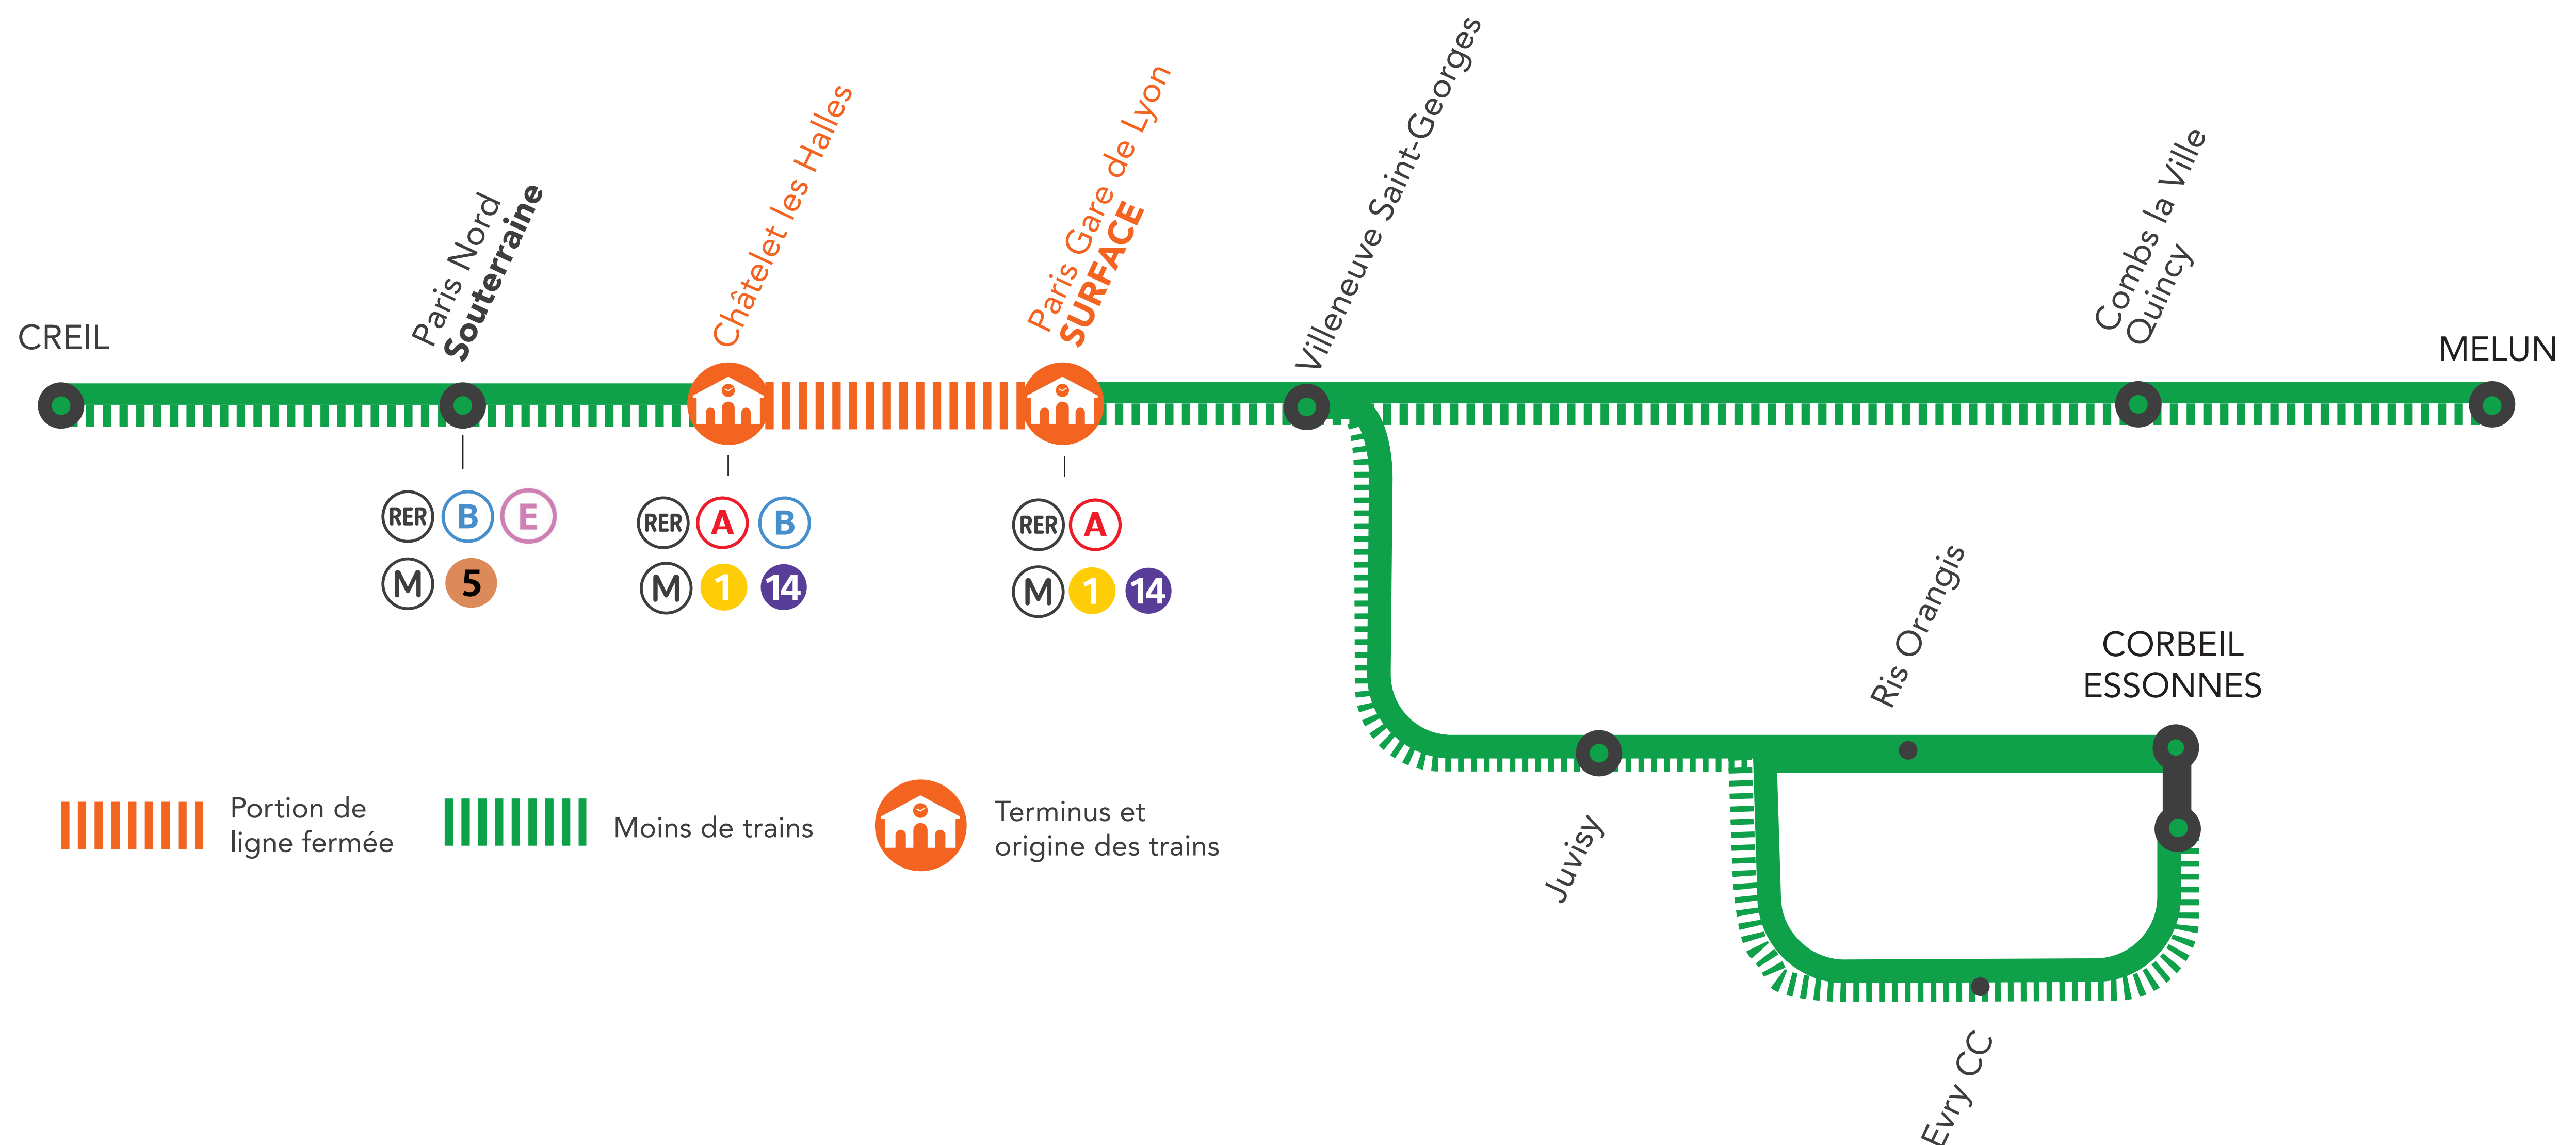 CREIL
Paris Nord
Souterraine
Châtelet les Halles
Paris Gare de Lyon
SURFACE
Villeneuve Saint-Georges
Combs la Ville
Quincy
MELUN
RER B E
M 5
RER A B
M 1 14
RER A
M 1 14
Juvisy
Ris Orangis
CORBEIL
ESSONNES
Evry CC
Portion de
ligne fermée
Moins de trains
Terminus et
origine des trains